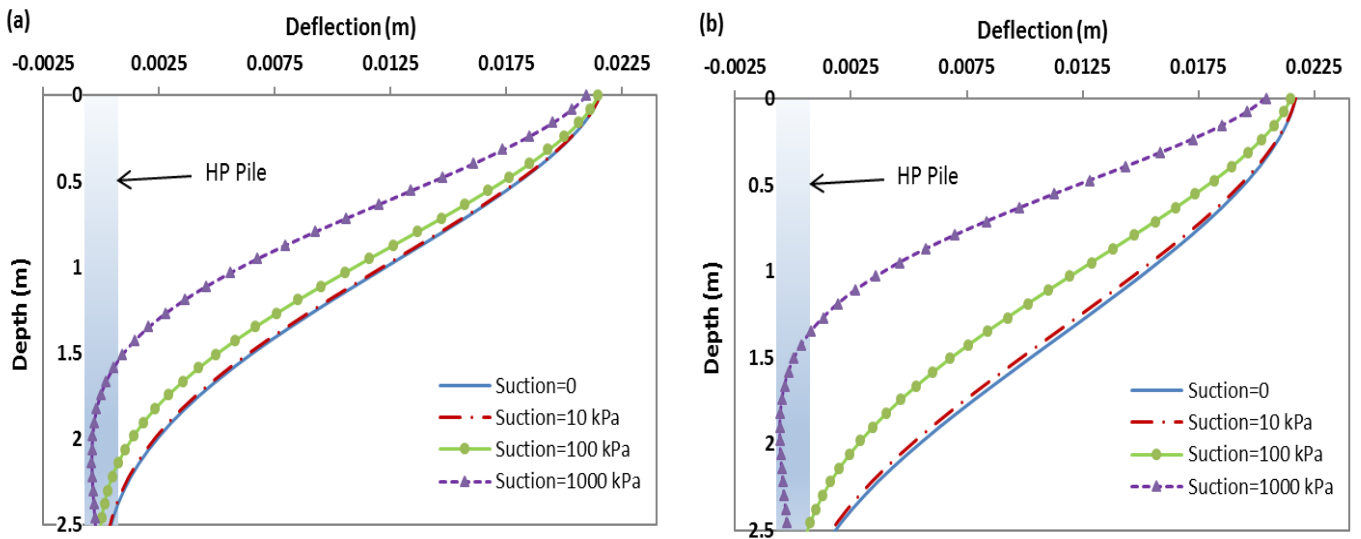 (a)
Deflection (m)
-0.0025 0.0025 0.0075 0.0125 0.0175 0.0225
0
0.5
1
1.5
2
2.5
Depth (m)
HP Pile
Suction=0
Suction=10 kPa
Suction=100 kPa
Suction=1000 kPa
(b)
Deflection (m)
-0.0025 0.0025 0.0075 0.0125 0.0175 0.0225
0
0.5
1
1.5
2
2.5
Depth (m)
HP Pile
Suction=0
Suction=10 kPa
Suction=100 kPa
Suction=1000 kPa